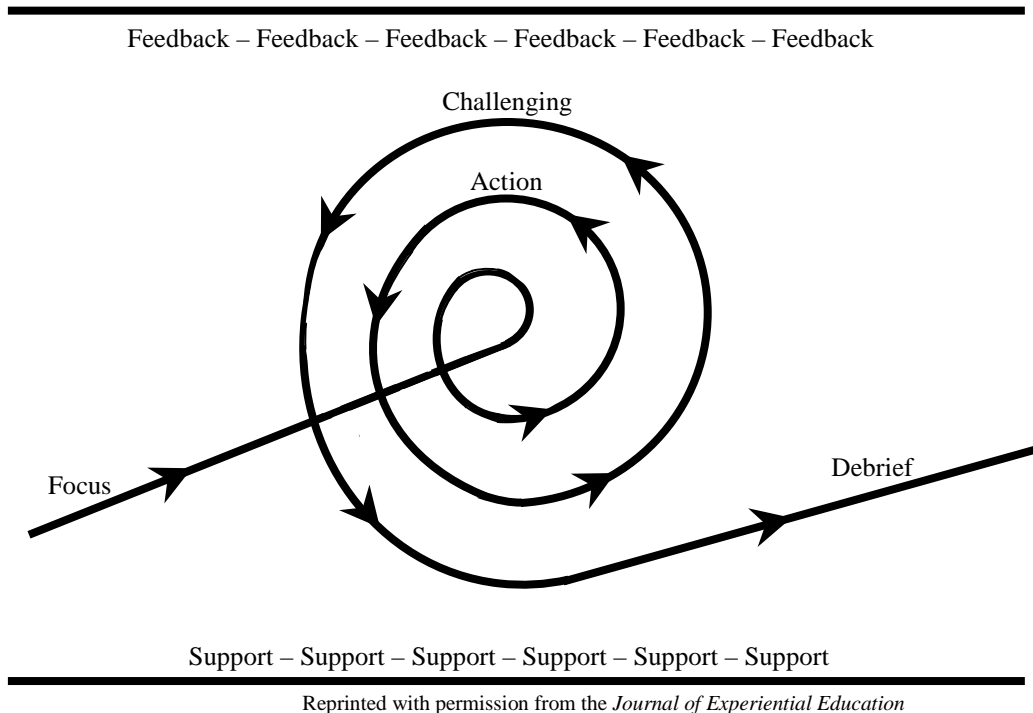 Feedback – Feedback – Feedback – Feedback – Feedback – Feedback
Challenging
Action
Focus
Debrief
Support – Support – Support – Support – Support – Support
Reprinted with permission from the Journal of Experiential Education